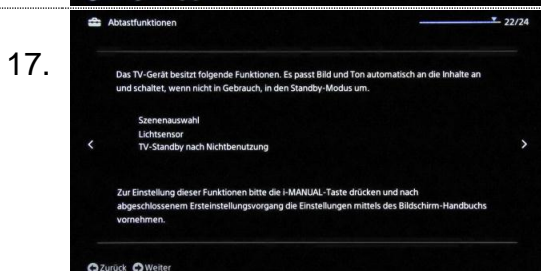 Abtastfunktionen
22/24
17.
Das TV-Gerät besitzt folgende Funktionen. Es passt Bild und Ton automatisch an die Inhalte an
und schaltet, wenn nicht in Gebrauch, in den Standby-Modus um.
Szenenauswahl
Lichtsensor
TV-Standby nach Nichtbenutzung
Zur Einstellung dieser Funktionen bitte die i-MANUAL-Taste drücken und nach
abgeschlossenem Ersteinstellungsvorgang die Einstellungen mittels des Bildschirm-Handbuchs
vornehmen.
Zurück Weiter